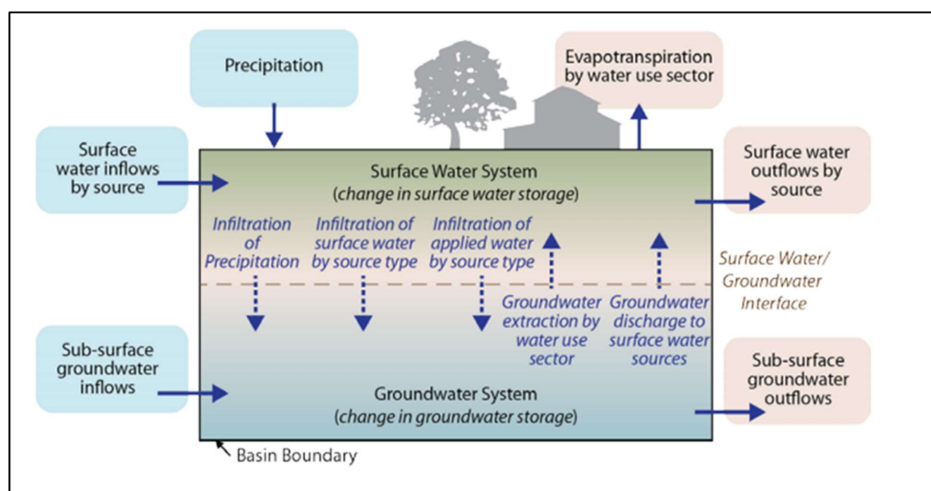 Precipitation
Evapotranspiration
by water use sector
Surface
water inflows
by source
Surface Water System
(change in surface water storage)
Surface water
outflows by
source
Infiltration
of
Precipitation
Infiltration of
surface water
by source type
Infiltration of
applied water
by source type
Surface Water/
Groundwater
Interface
Groundwater
extraction by
water use
sector
Groundwater
discharge to
surface water
sources
Sub-surface
groundwater
inflows
Groundwater System
(change in groundwater storage)
Sub-surface
groundwater
outflows
Basin Boundary